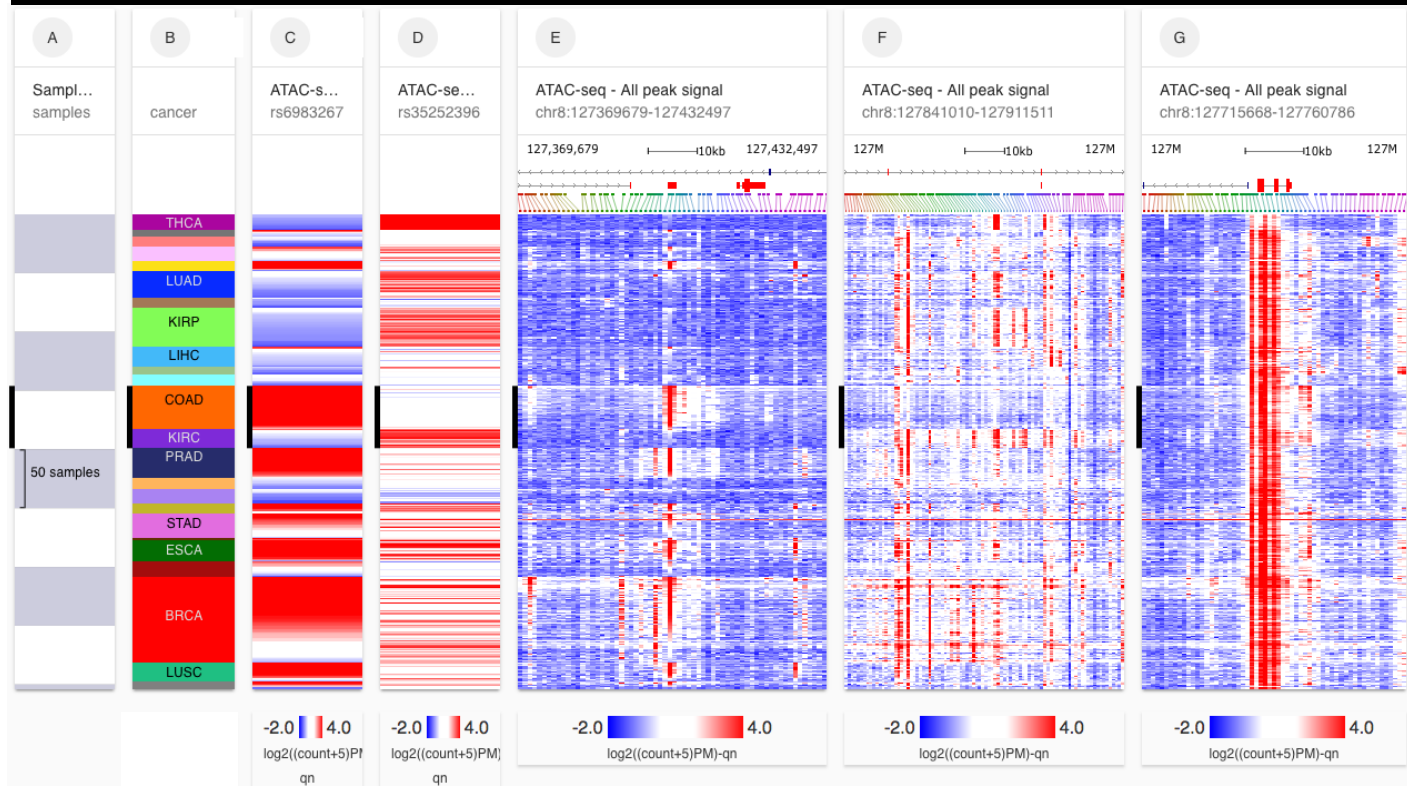 A B C D E F G
Sampl... ATAC-s... ATAC-se... ATAC-seq - All peak signal ATAC-seq - All peak signal ATAC-seq - All peak signal
samples cancer rs6983267 rs35252396 chr8:127369679-127432497 chr8:127841010-127911511 chr8:127715668-127760786
127,369,679 10kb 127,432,497 127M 10kb 127M 127M 10kb 127M
THCA
LUAD
KIRP
LIHC
COAD
KIRC
PRAD
50 samples
STAD
ESCA
BRCA
LUSC
-2.0 4.0 -2.0 4.0 -2.0 4.0 -2.0 4.0 -2.0 4.0
log2((count+5)PM log2((count+5)PM) log2((count+5)PM)-qn log2((count+5)PM)-qn log2((count+5)PM)-qn
qn qn